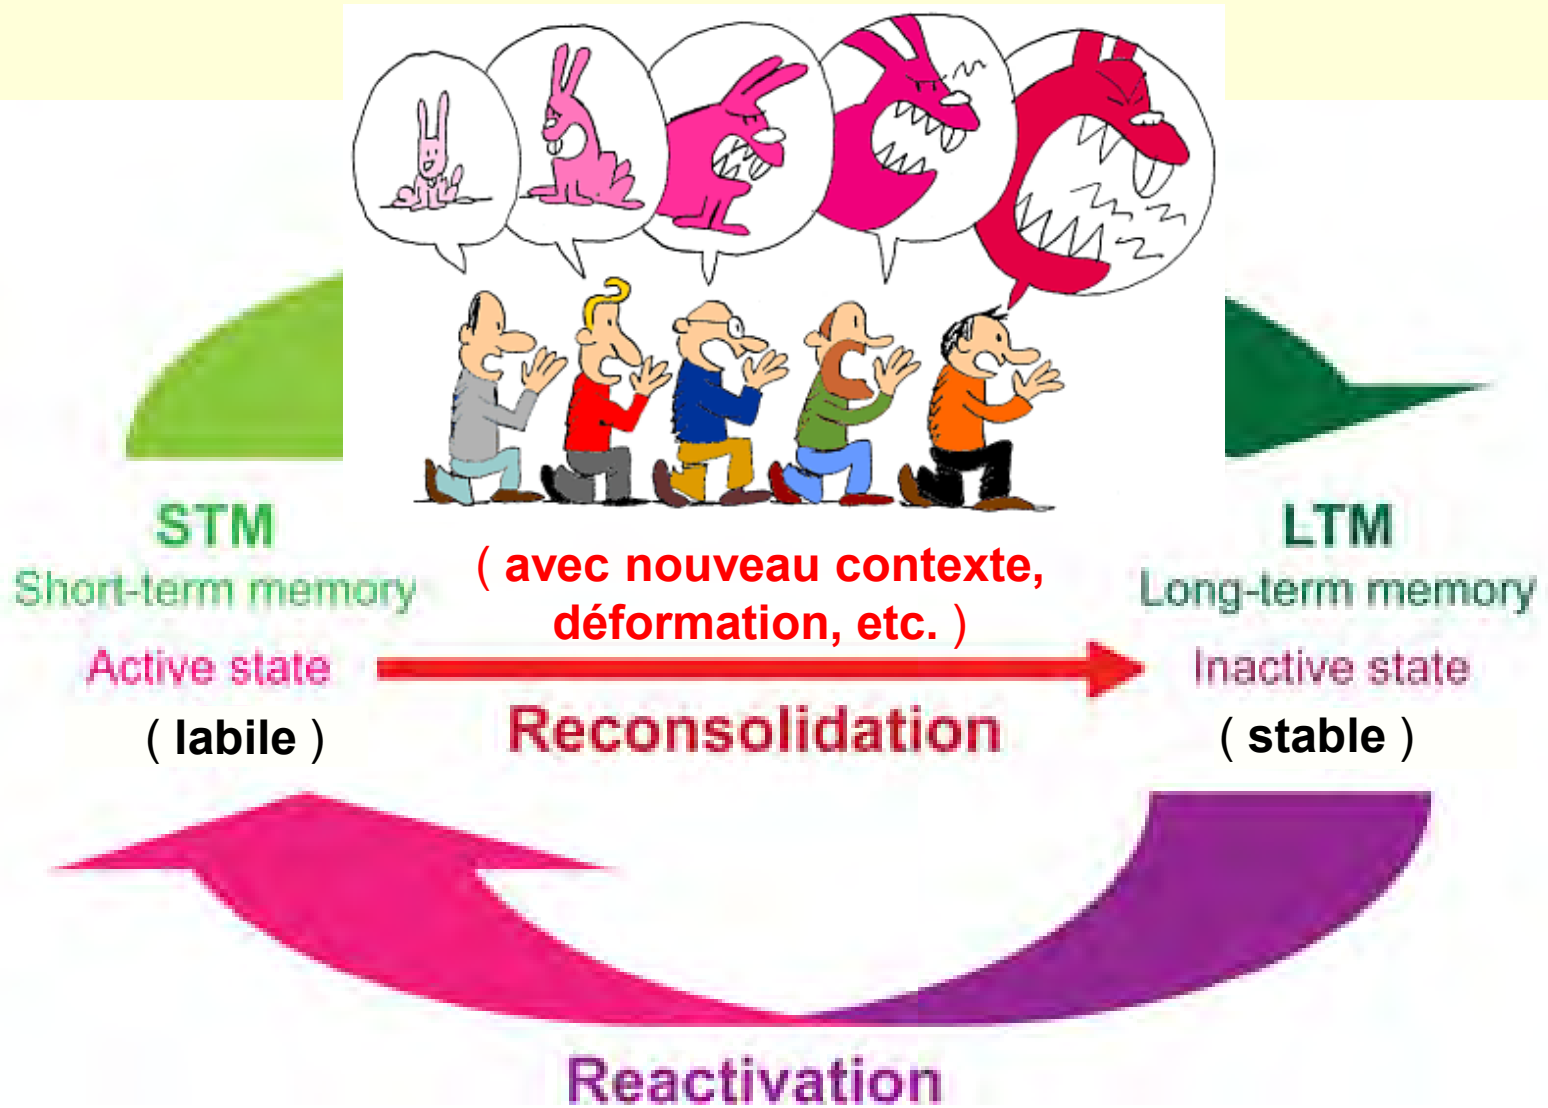 STM
Short-term memory
Active state
( labile )
( avec nouveau contexte,
déformation, etc. )
Reconsolidation
LTM
Long-term memory
Inactive state
( stable )
Reactivation